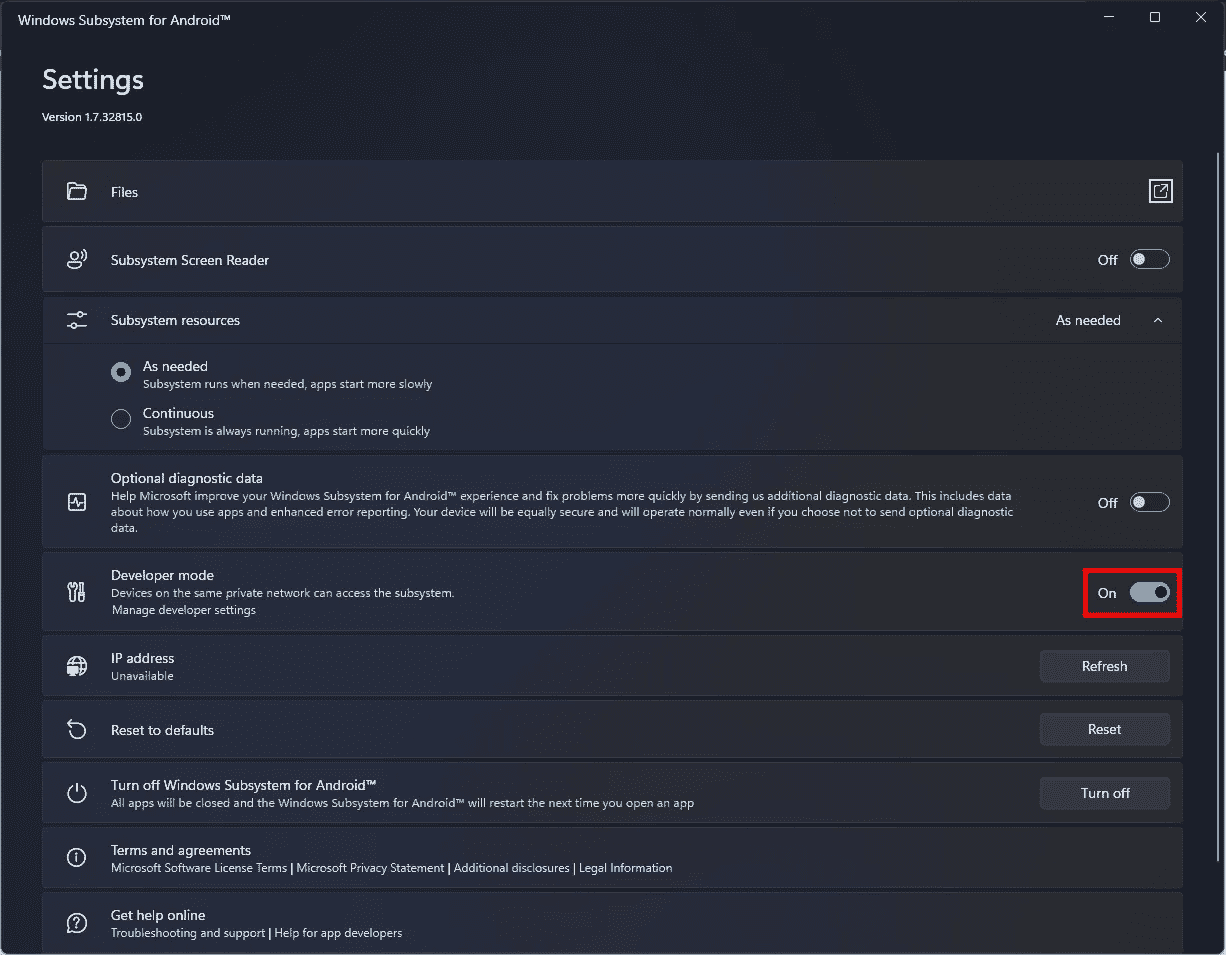 Windows Subsystem for Android™
Settings
Version 1.7.32815.0
Files
Subsystem Screen Reader
Off
Subsystem resources
As needed
As needed
Subsystem runs when needed, apps start more slowly
Continuous
Subsystem is always running, apps start more quickly
Optional diagnostic data
Help Microsoft improve your Windows Subsystem for Android™ experience and fix problems more quickly by sending us additional diagnostic data. This includes data
about how you use apps and enhanced error reporting. Your device will be equally secure and will operate normally even if you choose not to send optional diagnostic
data.
Off
Developer mode
Devices on the same private network can access the subsystem.
Manage developer settings
On
IP address
Unavailable
Refresh
Reset to defaults
Reset
Turn off Windows Subsystem for Android™
All apps will be closed and the Windows Subsystem for Android™ will restart the next time you open an app
Turn off
Terms and agreements
Microsoft Software License Terms | Microsoft Privacy Statement | Additional disclosures | Legal Information
Get help online
Troubleshooting and support | Help for app developers